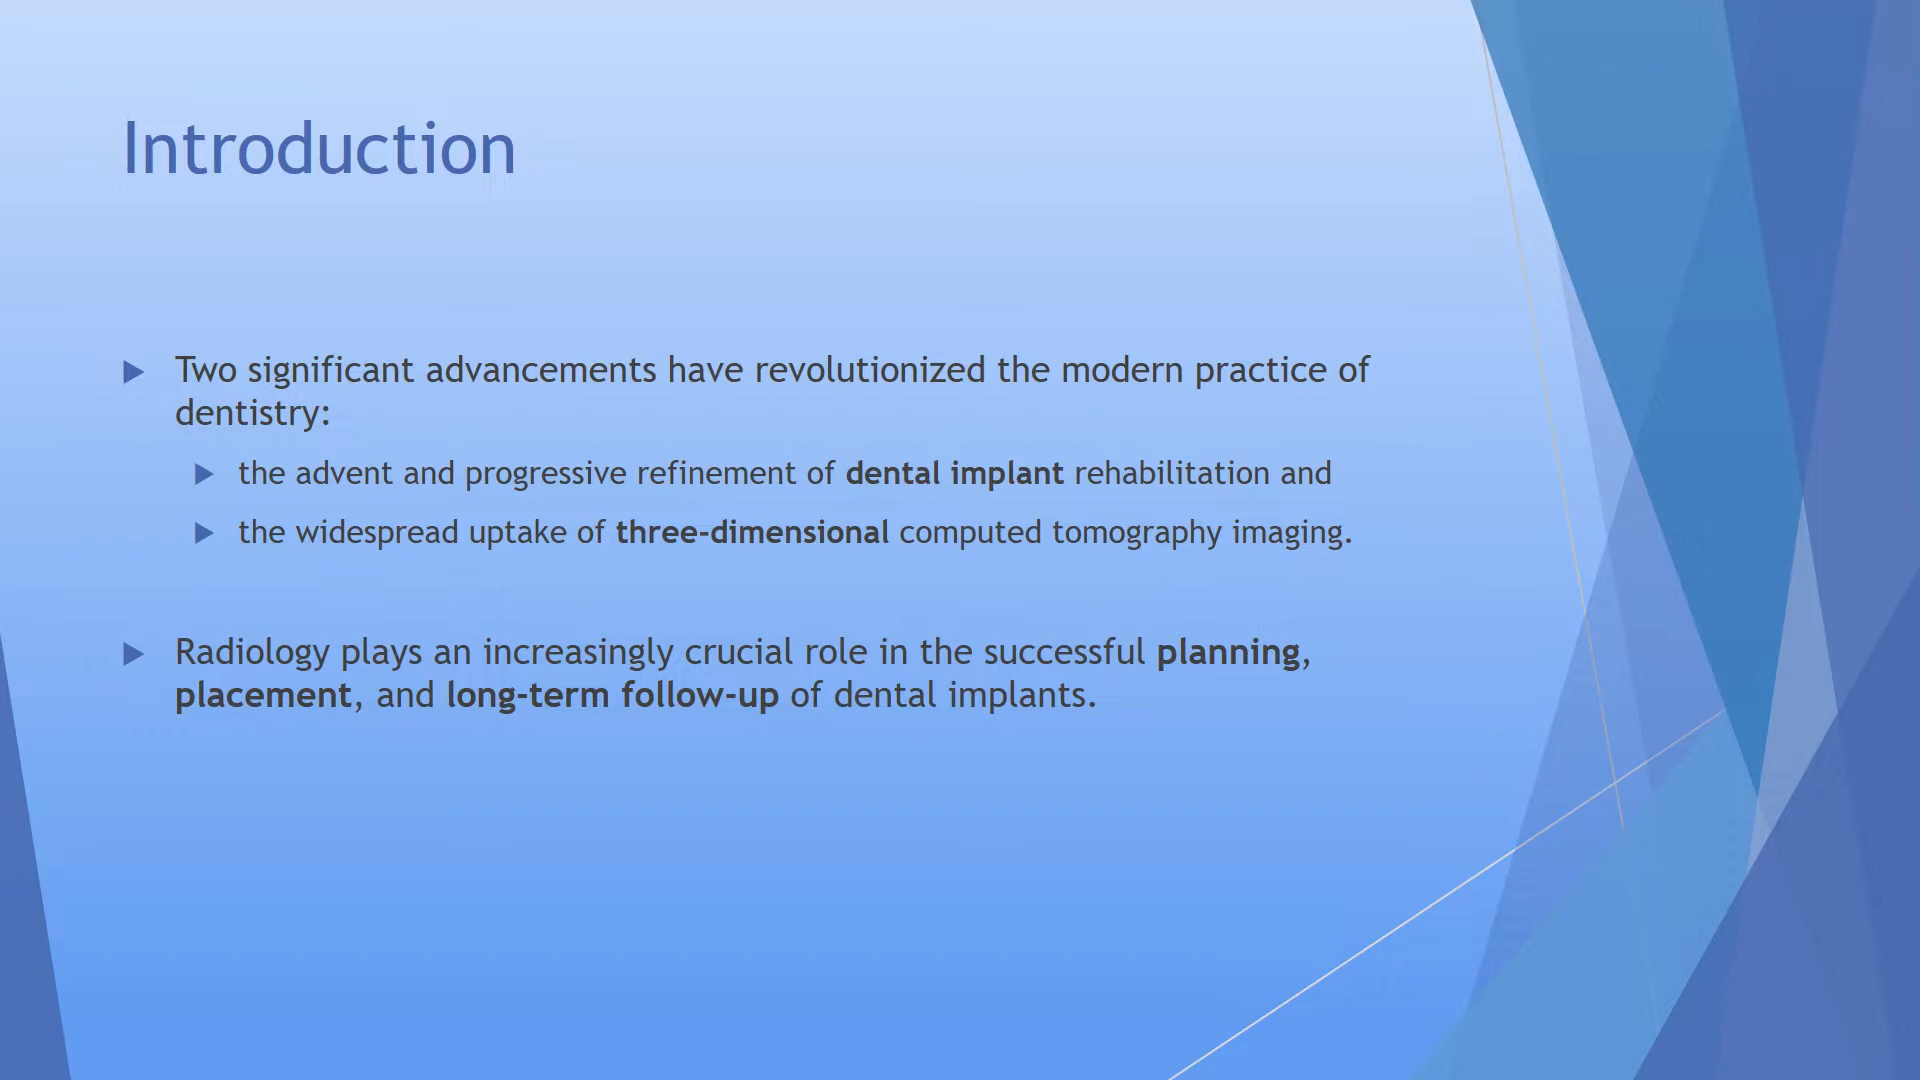 Introduction
Two significant advancements have revolutionized the modern practice of
dentistry:
the advent and progressive refinement of dental implant rehabilitation and
the widespread uptake of three-dimensional computed tomography imaging.
Radiology plays an increasingly crucial role in the successful planning,
placement, and long-term follow-up of dental implants.